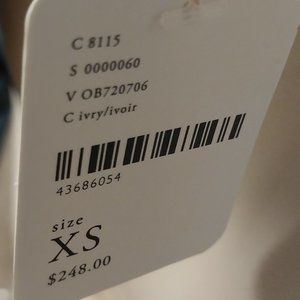 C 8115
S 0000060
V OB720706
C ivry/ivoir
43686054
size
XS
$248.00